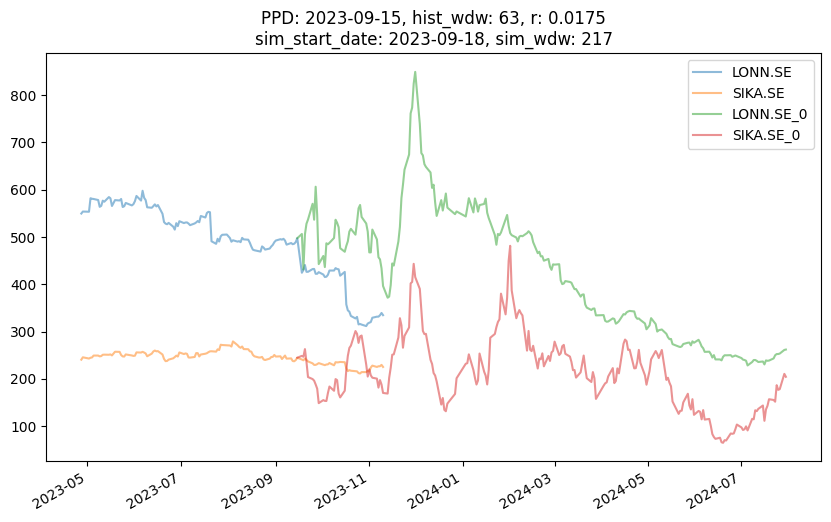 PPD: 2023-09-15, hist_wdw: 63, r: 0.0175
sim_start_date: 2023-09-18, sim_wdw: 217
LONN.SE
SIKA.SE
LONN.SE_0
SIKA.SE_0
800
700
600
500
400
300
200
100
2023-05
2023-07
2023-09
2023-11
2024-01
2024-03
2024-05
2024-07